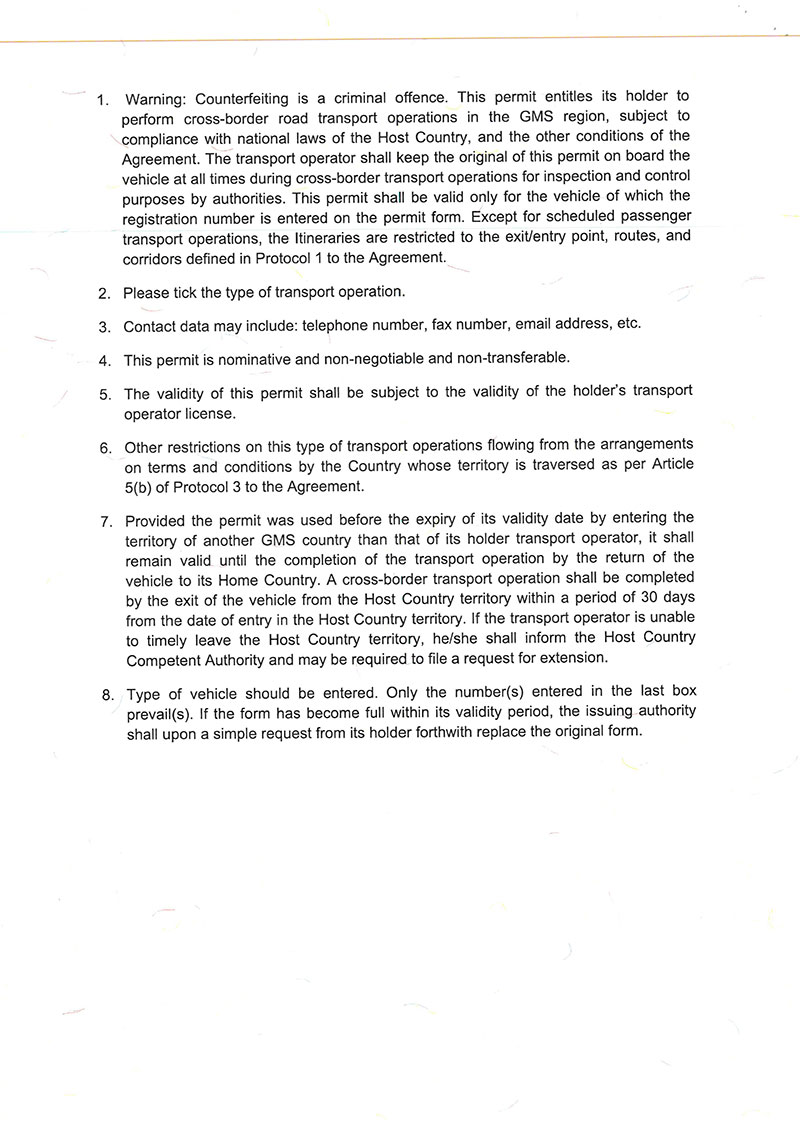 1. Warning: Counterfeiting is a criminal offence. This permit entitles its holder to
perform cross-border road transport operations in the GMS region, subject to
compliance with national laws of the Host Country, and the other conditions of the
Agreement. The transport operator shall keep the original of this permit on board the
vehicle at all times during cross-border transport operations for inspection and control
purposes by authorities. This permit shall be valid only for the vehicle of which the
registration number is entered on the permit form. Except for scheduled passenger
transport operations, the Itineraries are restricted to the exit/entry point, routes, and
corridors defined in Protocol 1 to the Agreement.
2. Please tick the type of transport operation.
3. Contact data may include: telephone number, fax number, email address, etc.
4. This permit is nominative and non-negotiable and non-transferable.
5. The validity of this permit shall be subject to the validity of the holder's transport
operator license.
6. Other restrictions on this type of transport operations flowing from the arrangements
on terms and conditions by the Country whose territory is traversed as per Article
5(b) of Protocol 3 to the Agreement.
7. Provided the permit was used before the expiry of its validity date by entering the
territory of another GMS country than that of its holder transport operator, it shall
remain valid until the completion of the transport operation by the return of the
vehicle to its Home Country. A cross-border transport operation shall be completed
by the exit of the vehicle from the Host Country territory within a period of 30 days
from the date of entry in the Host Country territory. If the transport operator is unable
to timely leave the Host Country territory, he/she shall inform the Host Country
Competent Authority and may be required to file a request for extension.
8. Type of vehicle should be entered. Only the number(s) entered in the last box
prevail(s). If the form has become full within its validity period, the issuing authority
shall upon a simple request from its holder forthwith replace the original form.